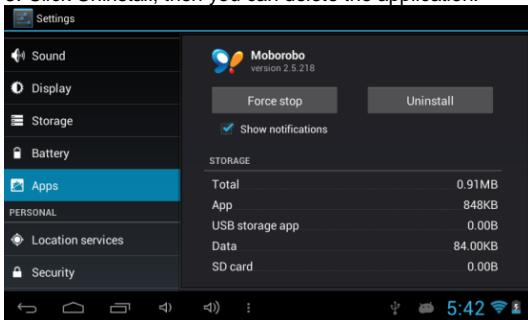 Settings
Sound
Display
Storage
Battery
Apps
PERSONAL
Location services
Security
Moborobo
version 2.5.218
Force stop
Uninstall
Show notifications
STORAGE
Total 0.91MB
App 848KB
USB storage app 0.00B
Data 84.00KB
SD card 0.00B
5:42